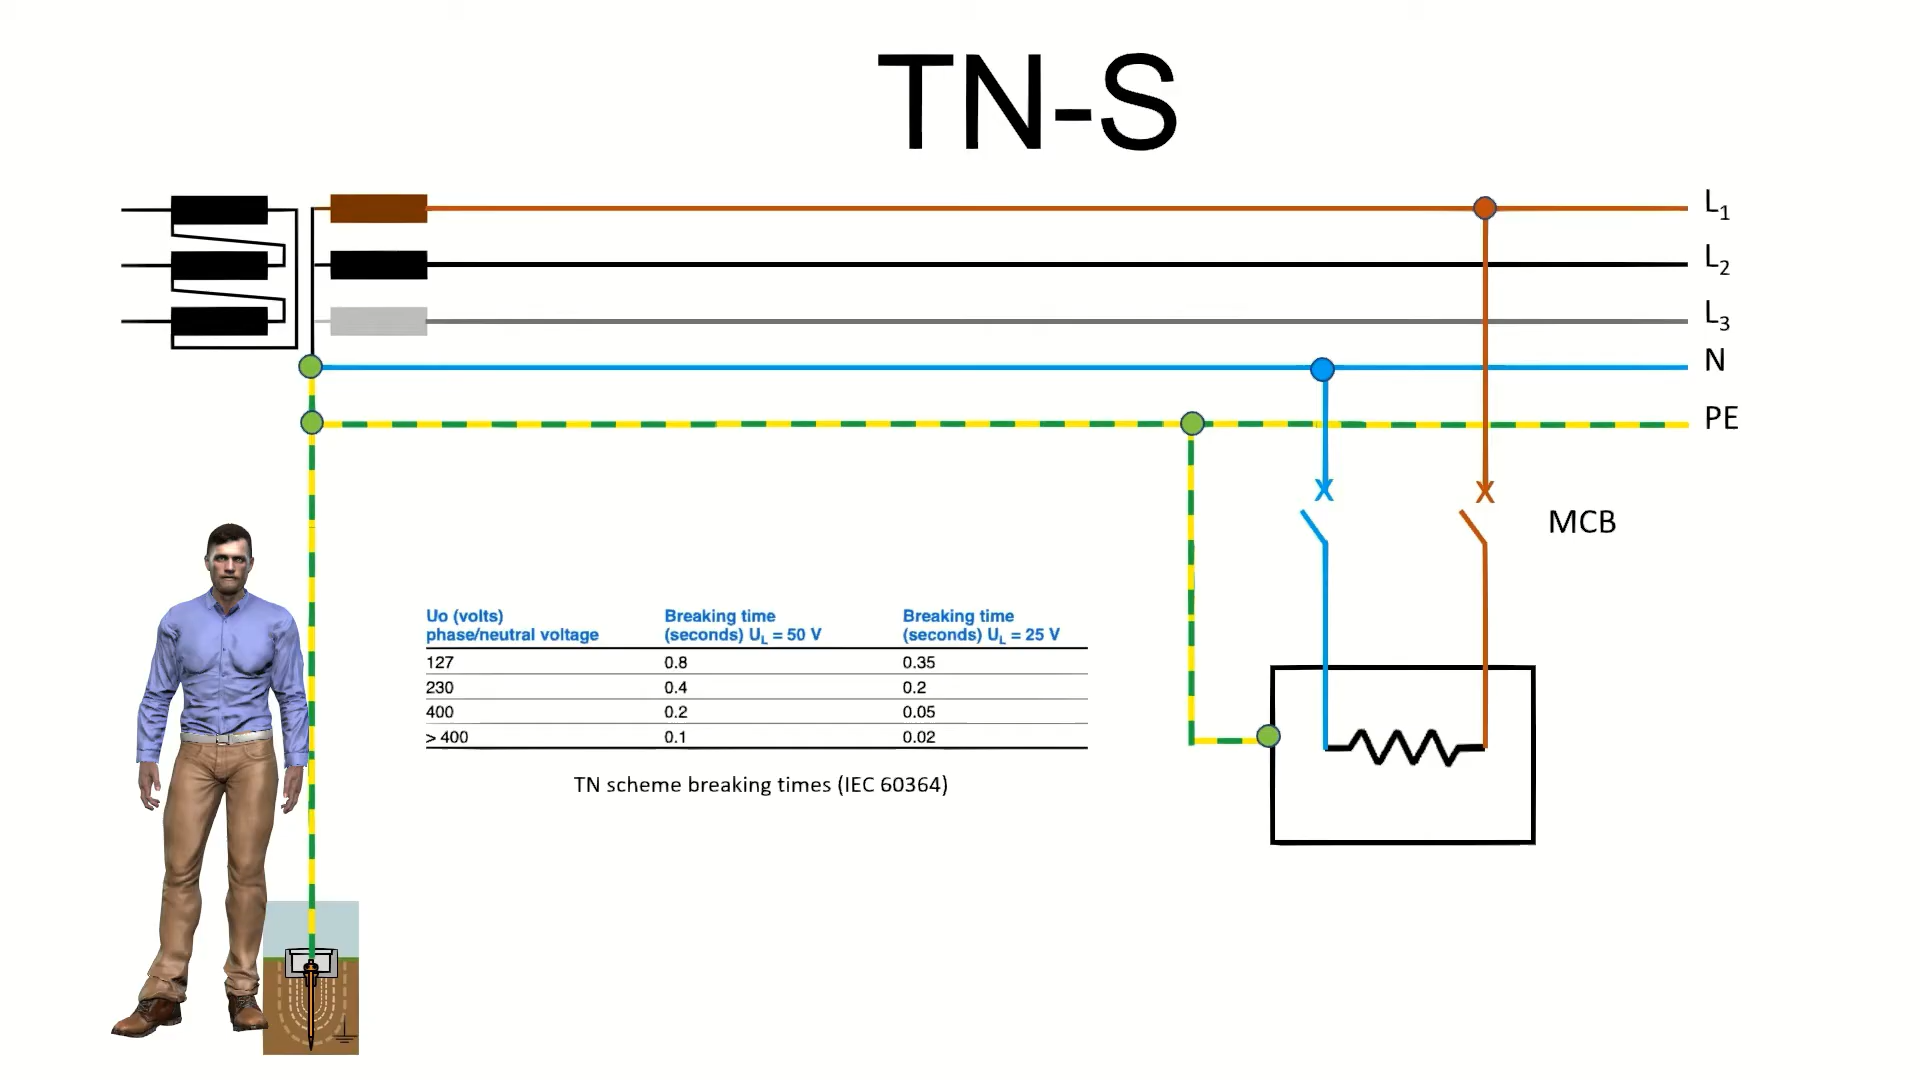 TN-S
L1
L2
L3
N
PE
X X
MCB
Uo (volts) phase/neutral voltage Breaking time (seconds) UL = 50 V Breaking time (seconds) UL = 25 V
127 0.8 0.35
230 0.4 0.2
400 0.2 0.05
> 400 0.1 0.02
TN scheme breaking times (IEC 60364)